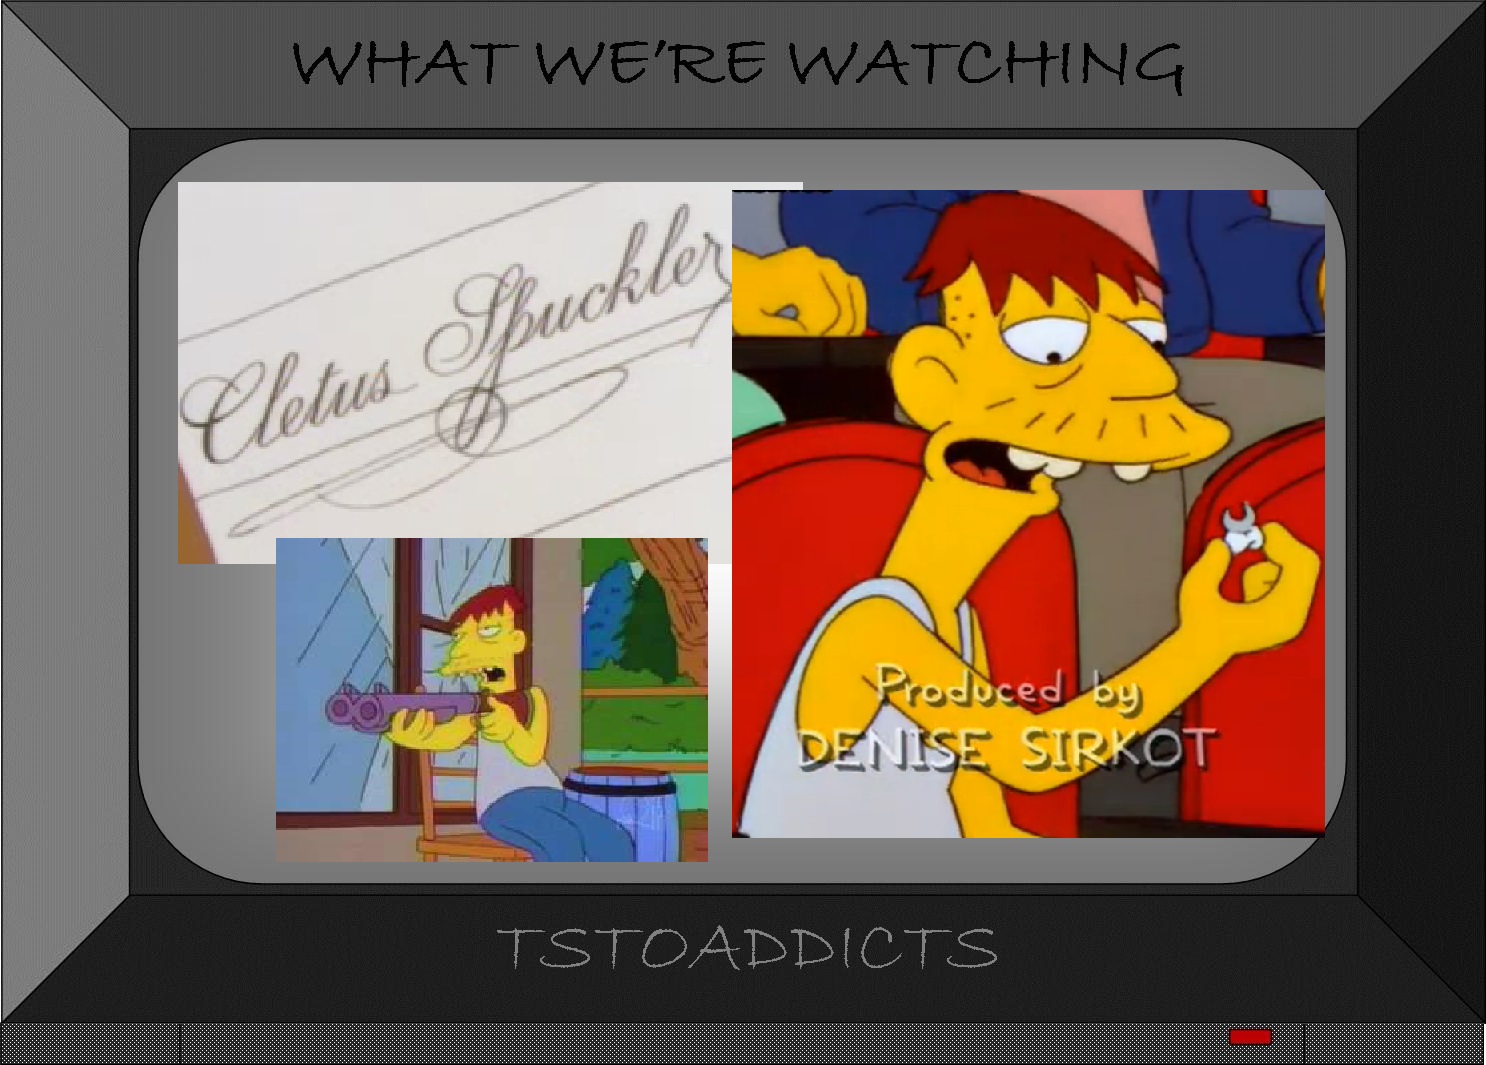 WHAT WE'RE WATCHING
Cletus Spuckler
Produced by
DENISE SIRKOT
TSTOADDICTS